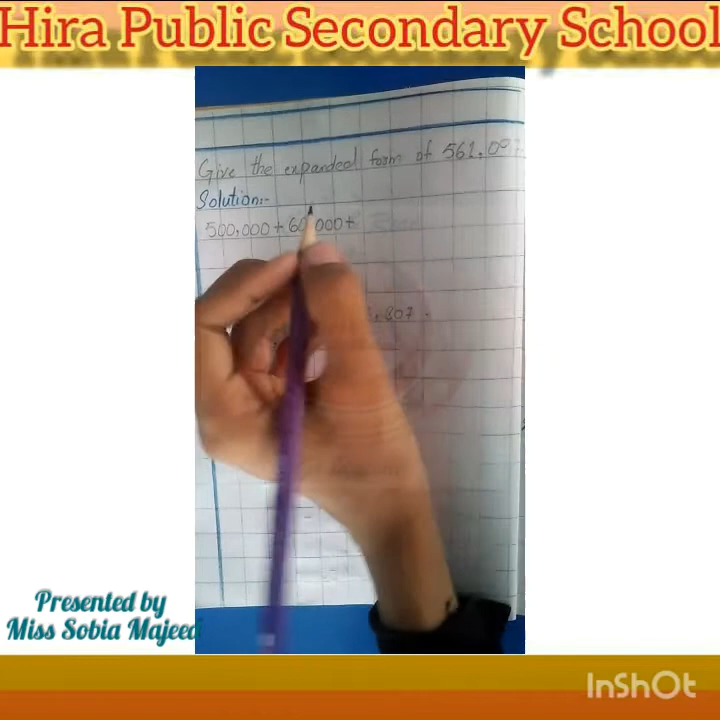 Hira Public Secondary School
Give the expanded form of 561,097
Solution:-
500,000+60,000+
,807.
Presented by
Miss Sobia Majeed
InShOt